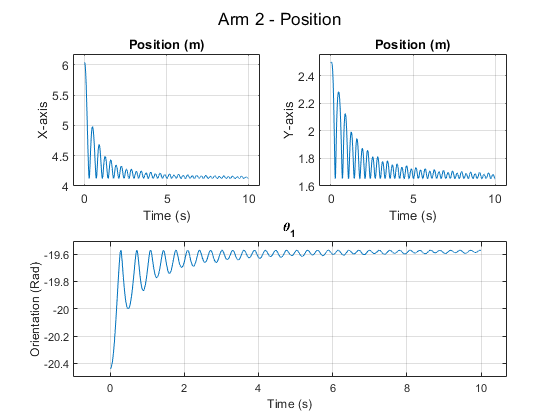 Arm 2 - Position
Position (m)
X-axis
6
5.5
5
4.5
4
0
5
10
Time (s)
Position (m)
Y-axis
2.4
2.2
2
1.8
1.6
0
5
10
Time (s)
θ₁
Orientation (Rad)
-19.6
-19.8
-20
-20.2
-20.4
0
2
4
6
8
10
Time (s)